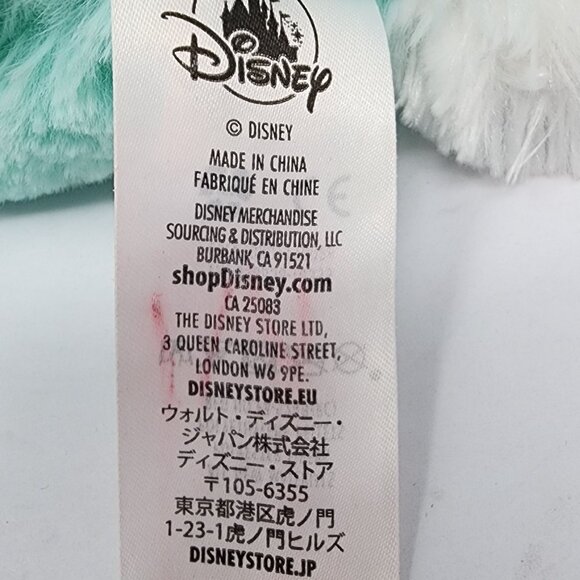 Disney
© DISNEY
MADE IN CHINA
FABRIQUÉ EN CHINE
DISNEY MERCHANDISE
SOURCING & DISTRIBUTION, LLC
BURBANK, CA 91521
shopDisney.com
CA 25083
THE DISNEY STORE LTD,
3 QUEEN CAROLINE STREET,
LONDON W6 9PE.
DISNEYSTORE.EU
ウォルト・ディズニー・
ジャパン株式会社
ディズニー・ストア
〒105-6355
東京都港区虎ノ門
1-23-1虎ノ門ヒルズ
DISNEYSTORE.JP